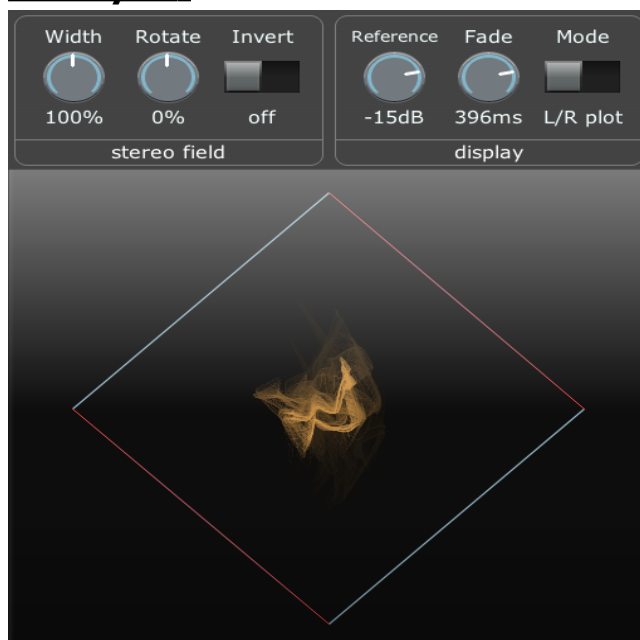 Width Rotate Invert
100% 0% off
stereo field
Reference Fade Mode
-15dB 396ms L/R plot
display